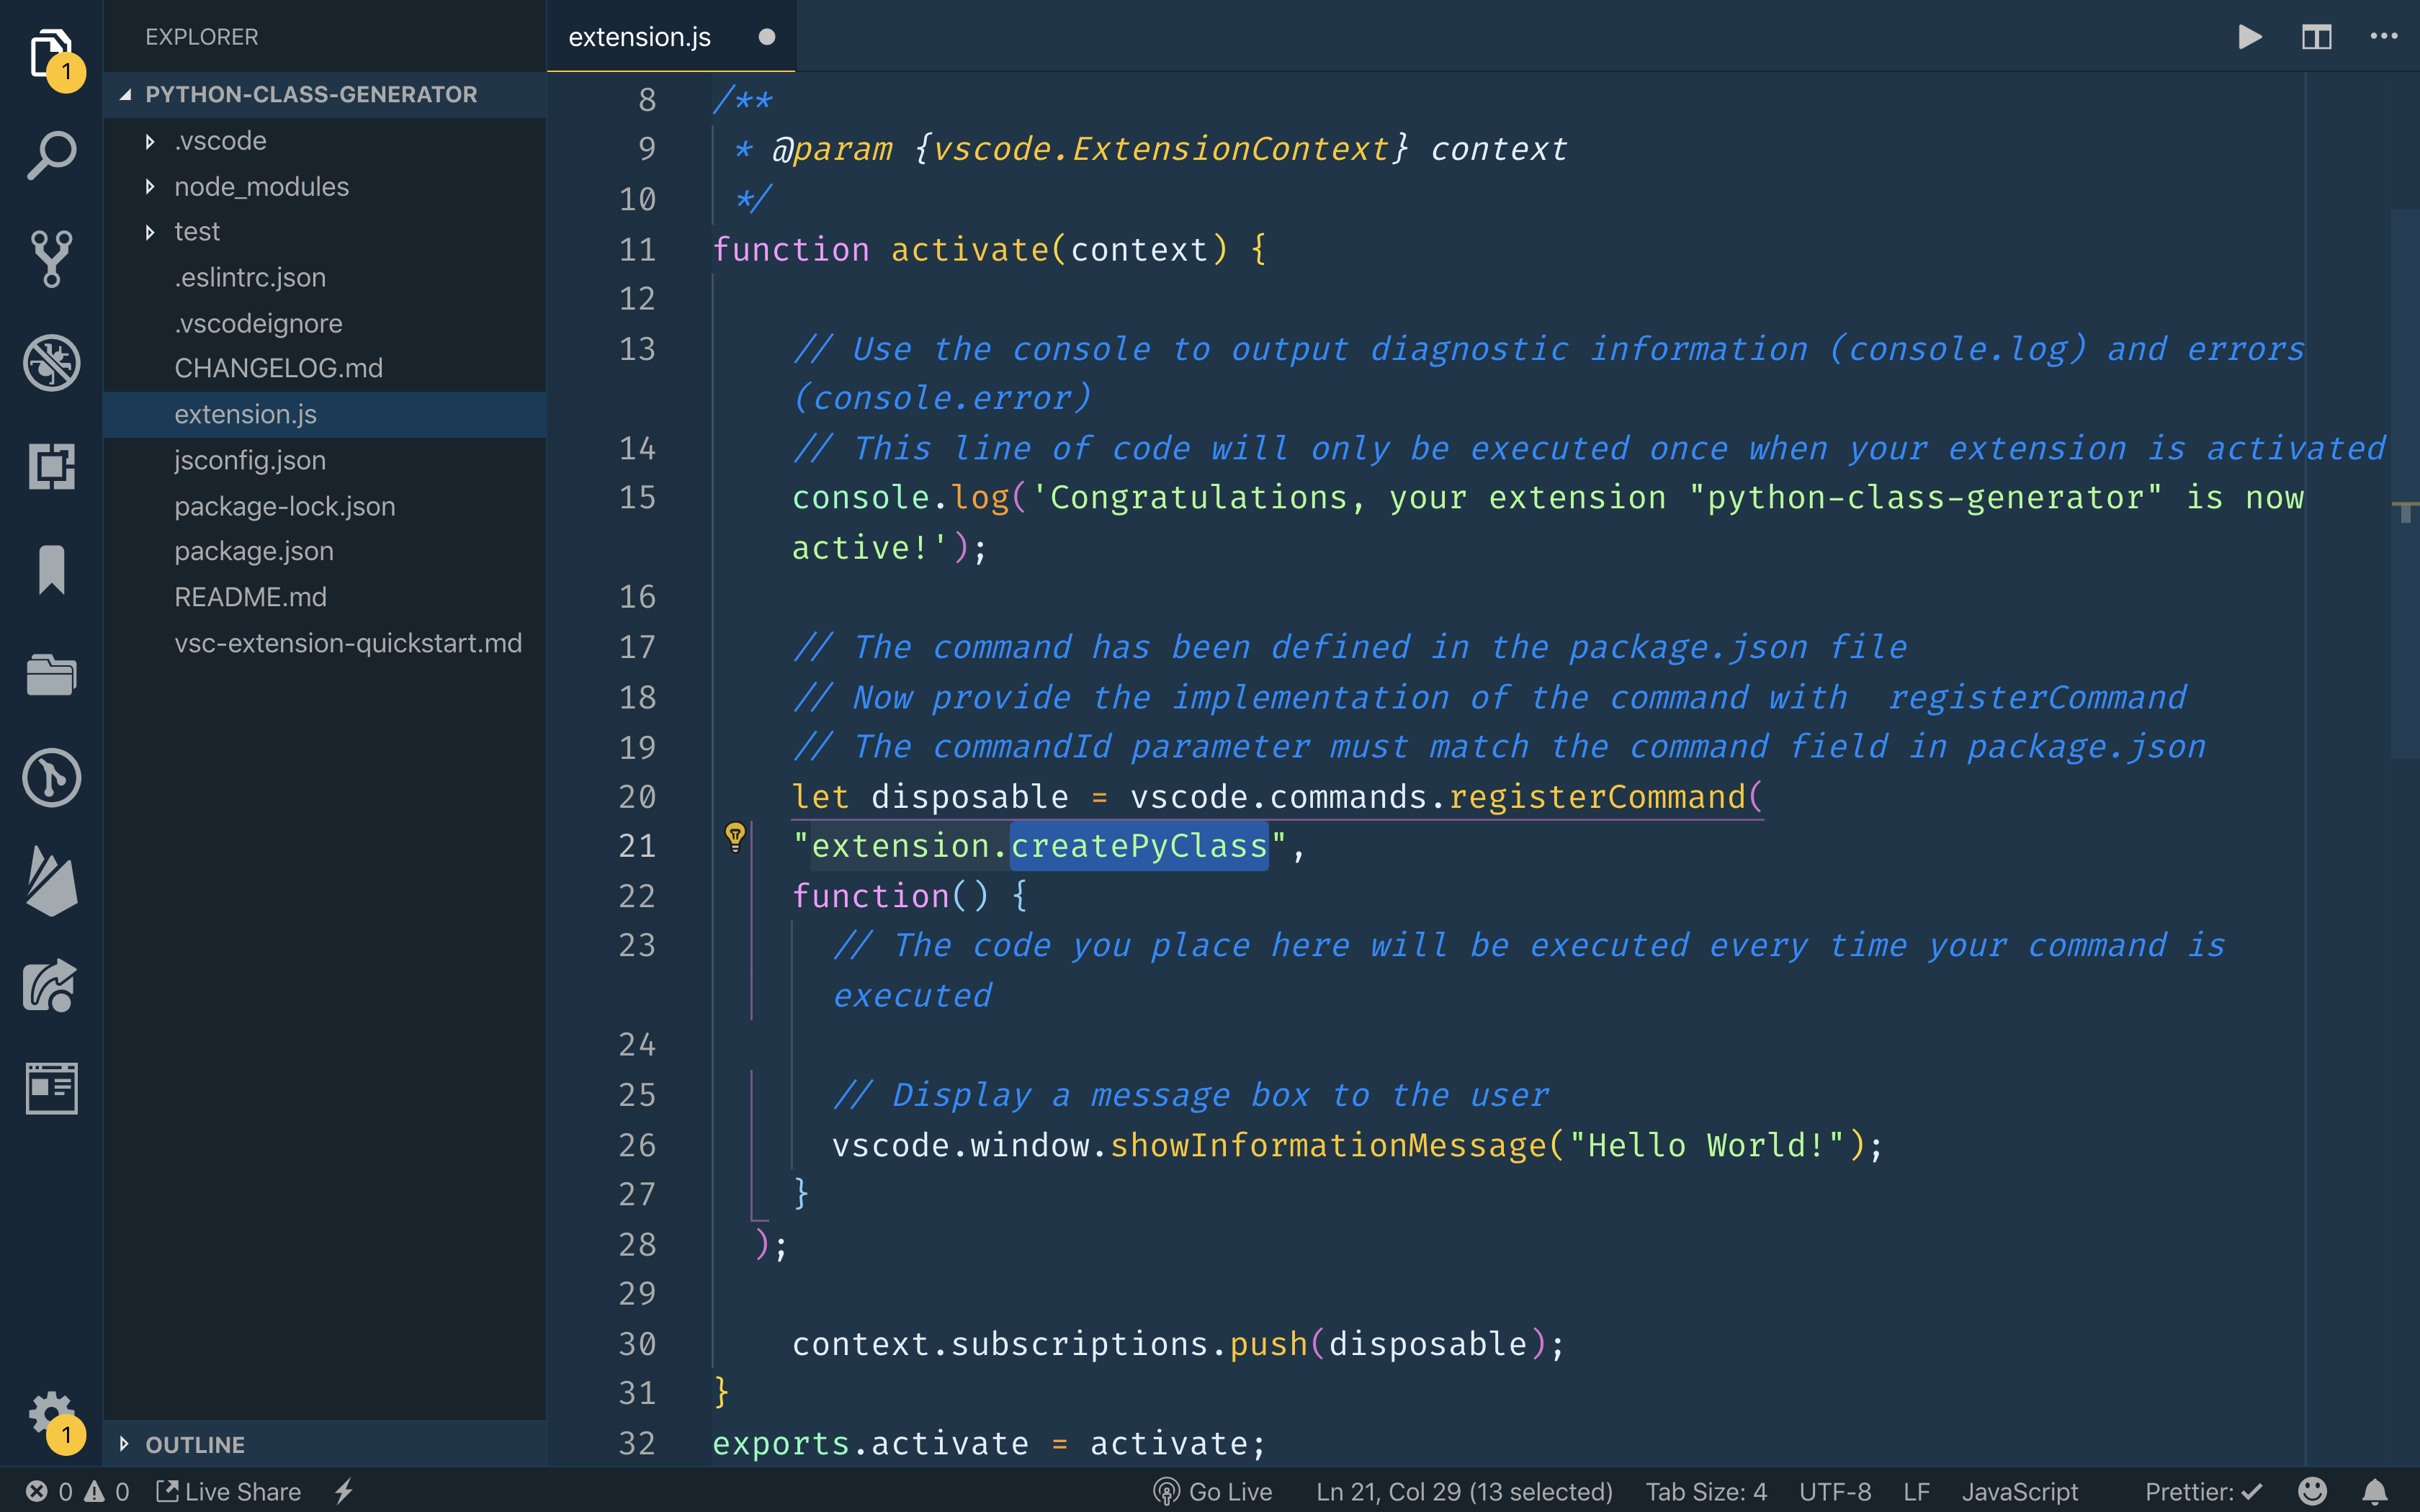 EXPLORER
extension.js
1
PYTHON-CLASS-GENERATOR
.vscode
node_modules
test
.eslintrc.json
.vscodeignore
CHANGELOG.md
extension.js
jsconfig.json
package-lock.json
package.json
README.md
vsc-extension-quickstart.md
8 /**
9 * @param {vscode.ExtensionContext} context
10 */
11 function activate(context) {
12
13 // Use the console to output diagnostic information (console.log) and errors
(console.error)
14 // This line of code will only be executed once when your extension is activated
15 console.log('Congratulations, your extension "python-class-generator" is now
active!');
16
17 // The command has been defined in the package.json file
18 // Now provide the implementation of the command with  registerCommand
19 // The commandId parameter must match the command field in package.json
20 let disposable = vscode.commands.registerCommand(
21 "extension.createPyClass",
22 function() {
23 // The code you place here will be executed every time your command is
executed
24
25 // Display a message box to the user
26 vscode.window.showInformationMessage("Hello World!");
27 }
28 );
29
30 context.subscriptions.push(disposable);
31 }
32 exports.activate = activate;
1
OUTLINE
0 0 Live Share Go Live Ln 21, Col 29 (13 selected) Tab Size: 4 UTF-8 LF JavaScript Prettier: